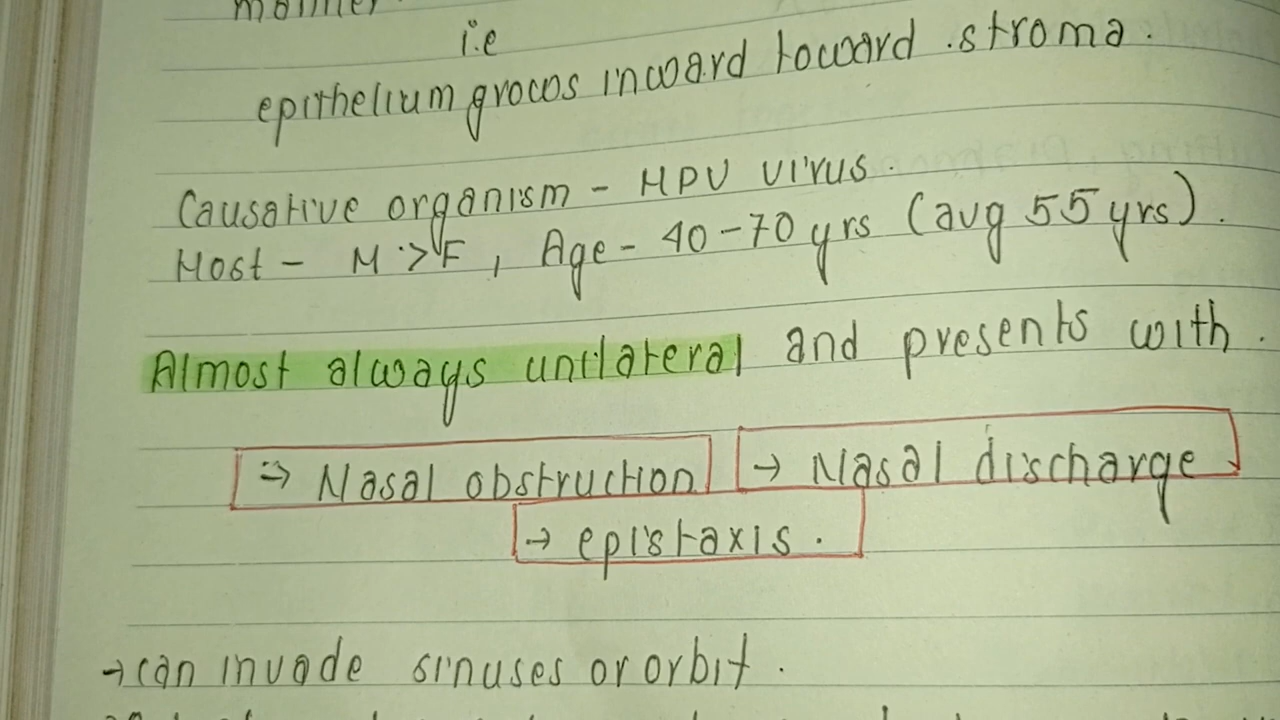 i.e
epithelium grows inward toward stroma.
Causative organism - HPV virus.
Host - M > F, Age - 40-70 yrs (avg 55 yrs).
Almost always unilateral and presents with.
⇒ Nasal obstruction → Nasal discharge
→ epistaxis.
→ can invade sinuses or orbit.